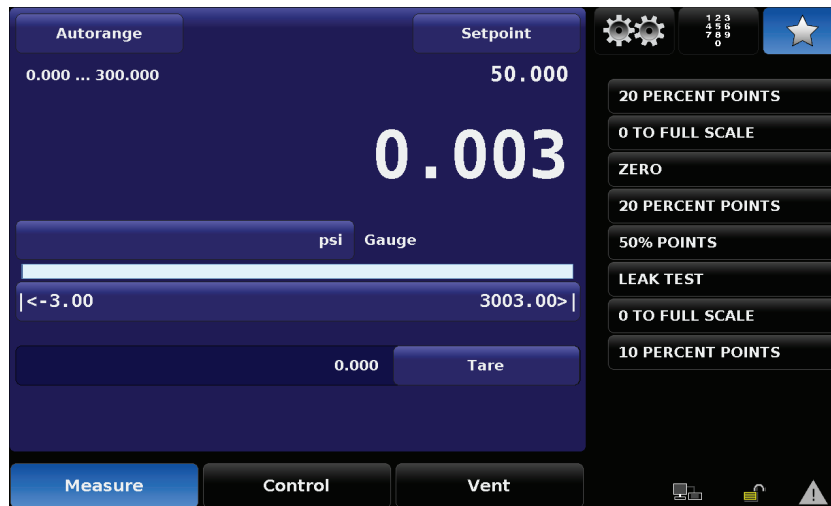 Autorange
Setpoint
0.000 ... 300.000
50.000
0.003
psi Gauge
|<-3.00
3003.00>|
0.000
Tare
Measure
Control
Vent
1 2 3
4 5 6
7 8 9
0
20 PERCENT POINTS
0 TO FULL SCALE
ZERO
20 PERCENT POINTS
50% POINTS
LEAK TEST
0 TO FULL SCALE
10 PERCENT POINTS